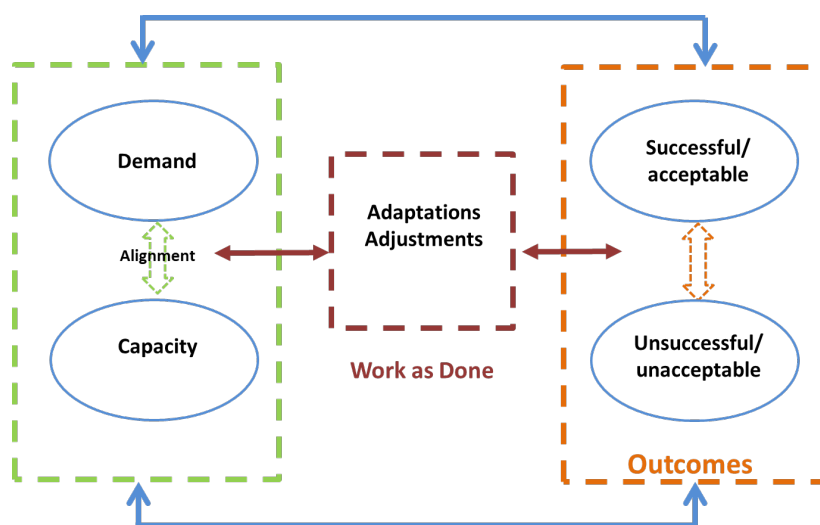 Demand
Alignment
Capacity
Adaptations
Adjustments
Work as Done
Successful/
acceptable
Unsuccessful/
unacceptable
Outcomes